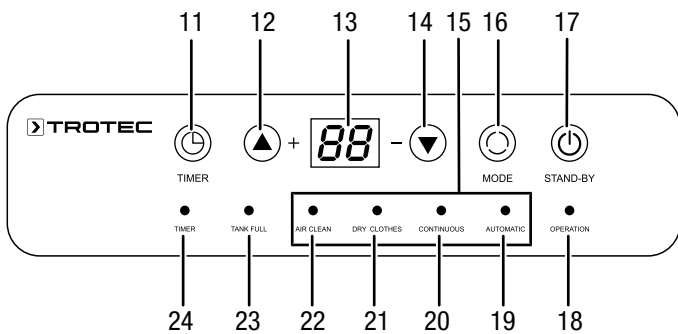 11 12 13 14 15 16 17
TROTEC
+ 88 -
TIMER MODE STAND-BY
TIMER TANK FULL AIR CLEAN DRY CLOTHES CONTINUOUS AUTOMATIC OPERATION
24 23 22 21 20 19 18